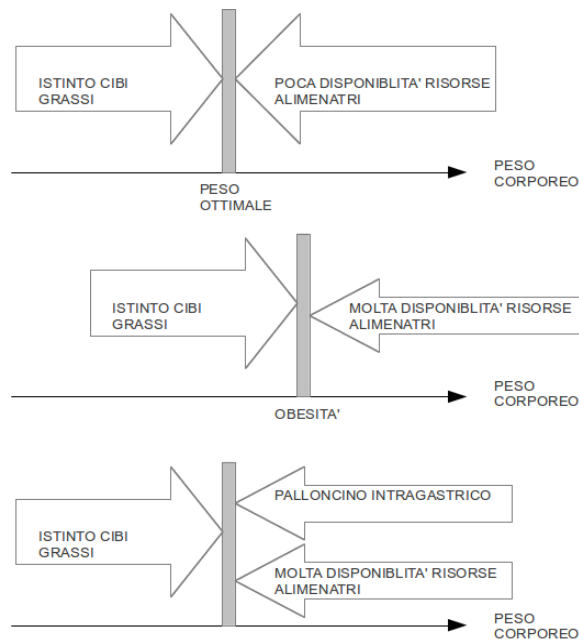 ISTINTO CIBI
GRASSI
POCA DISPONIBLITA' RISORSE
ALIMENATRI
PESO
CORPOREO
PESO
OTTIMALE
ISTINTO CIBI
GRASSI
MOLTA DISPONIBLITA' RISORSE
ALIMENATRI
PESO
CORPOREO
OBESITA'
PALLONCINO INTRAGASTRICO
ISTINTO CIBI
GRASSI
MOLTA DISPONIBLITA' RISORSE
ALIMENATRI
PESO
CORPOREO